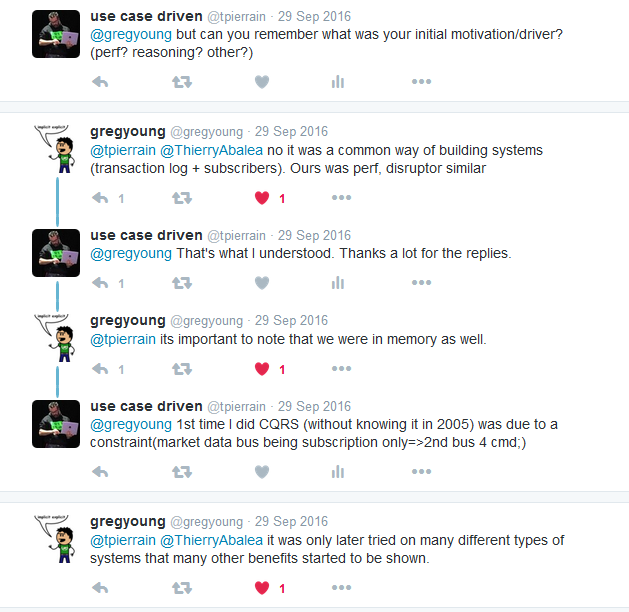 use case driven @tpierrain · 29 Sep 2016
@gregyoung but can you remember what was your initial motivation/driver?
(perf? reasoning? other?)
gregyoung @gregyoung · 29 Sep 2016
@tpierrain @ThierryAbalea no it was a common way of building systems
(transaction log + subscribers). Ours was perf, disruptor similar
1 1
use case driven @tpierrain · 29 Sep 2016
@gregyoung That's what I understood. Thanks a lot for the replies.
1
gregyoung @gregyoung · 29 Sep 2016
@tpierrain its important to note that we were in memory as well.
1 1
use case driven @tpierrain · 29 Sep 2016
@gregyoung 1st time I did CQRS (without knowing it in 2005) was due to a
constraint(market data bus being subscription only=>2nd bus 4 cmd;)
gregyoung @gregyoung · 29 Sep 2016
@tpierrain @ThierryAbalea it was only later tried on many different types of
systems that many other benefits started to be shown.
1